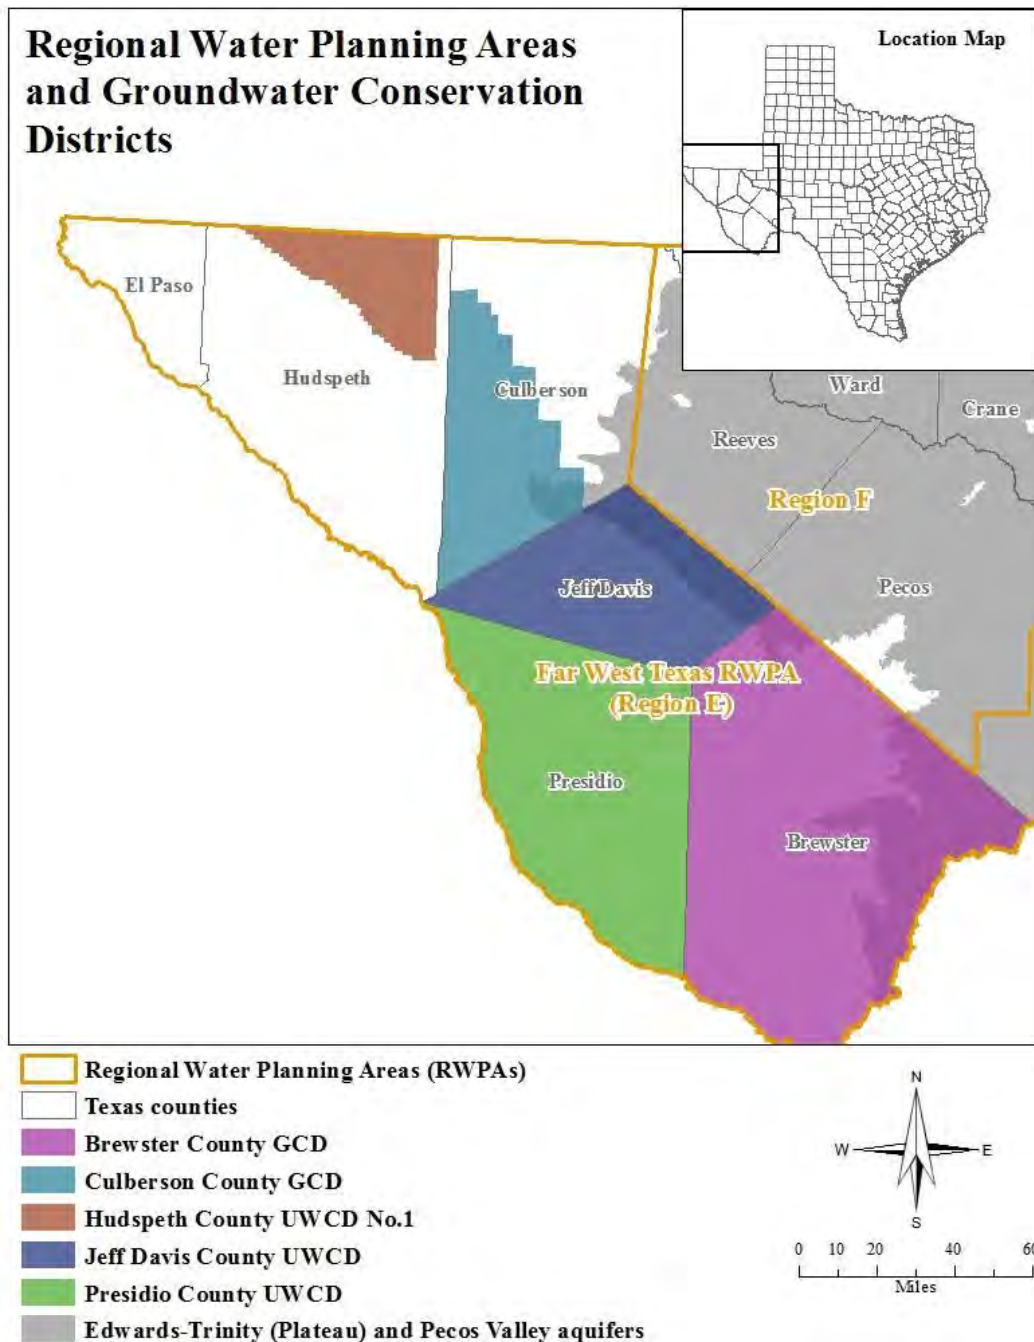 Regional Water Planning Areas
and Groundwater Conservation
Districts
Location Map
El Paso
Hudspeth
Culberson
Ward
Crane
Reeves
Region F
Jeff Davis
Pecos
Far West Texas RWPA
(Region E)
Presidio
Brewster
Regional Water Planning Areas (RWPAs)
Texas counties
Brewster County GCD
Culberson County GCD
Hudspeth County UWCD No.1
Jeff Davis County UWCD
Presidio County UWCD
Edwards-Trinity (Plateau) and Pecos Valley aquifers
N
W
E
S
0 10 20 40 60
Miles